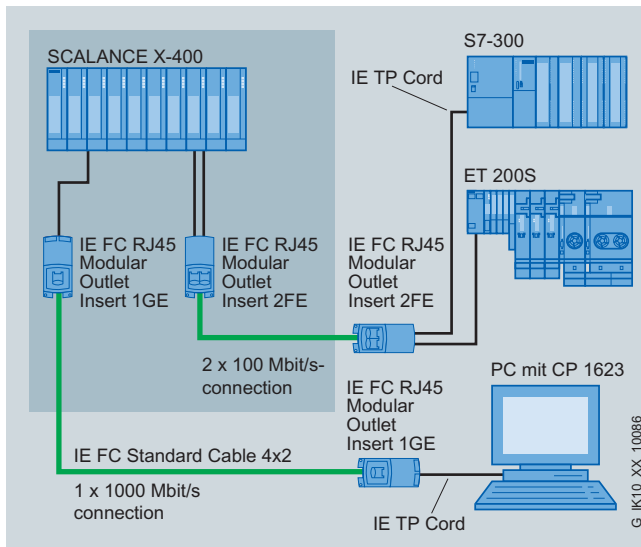 SCALANCE X-400
S7-300
IE TP Cord
ET 200S
IE FC RJ45
Modular
Outlet
Insert 1GE
IE FC RJ45
Modular
Outlet
Insert 2FE
IE FC RJ45
Modular
Outlet
Insert 2FE
2 x 100 Mbit/s-
connection
IE FC RJ45
Modular
Outlet
Insert 1GE
PC mit CP 1623
IE FC Standard Cable 4x2
1 x 1000 Mbit/s
connection
IE TP Cord
G_IK10_XX_10086